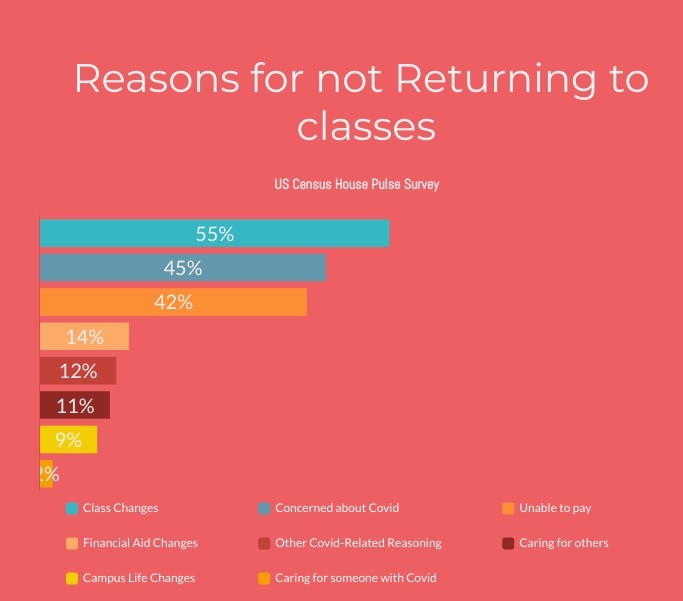 Reasons for not Returning to
classes
US Census House Pulse Survey
55%
45%
42%
14%
12%
11%
9%
2%
Class Changes
Concerned about Covid
Unable to pay
Financial Aid Changes
Other Covid-Related Reasoning
Caring for others
Campus Life Changes
Caring for someone with Covid